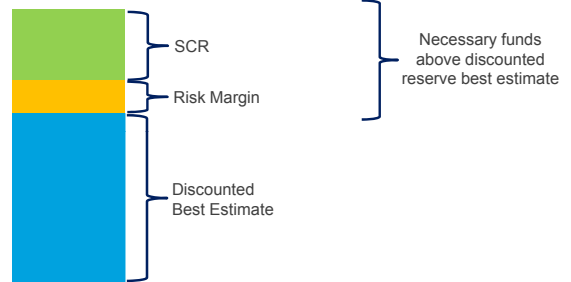 SCR
Risk Margin
Discounted
Best Estimate
Necessary funds
above discounted
reserve best estimate